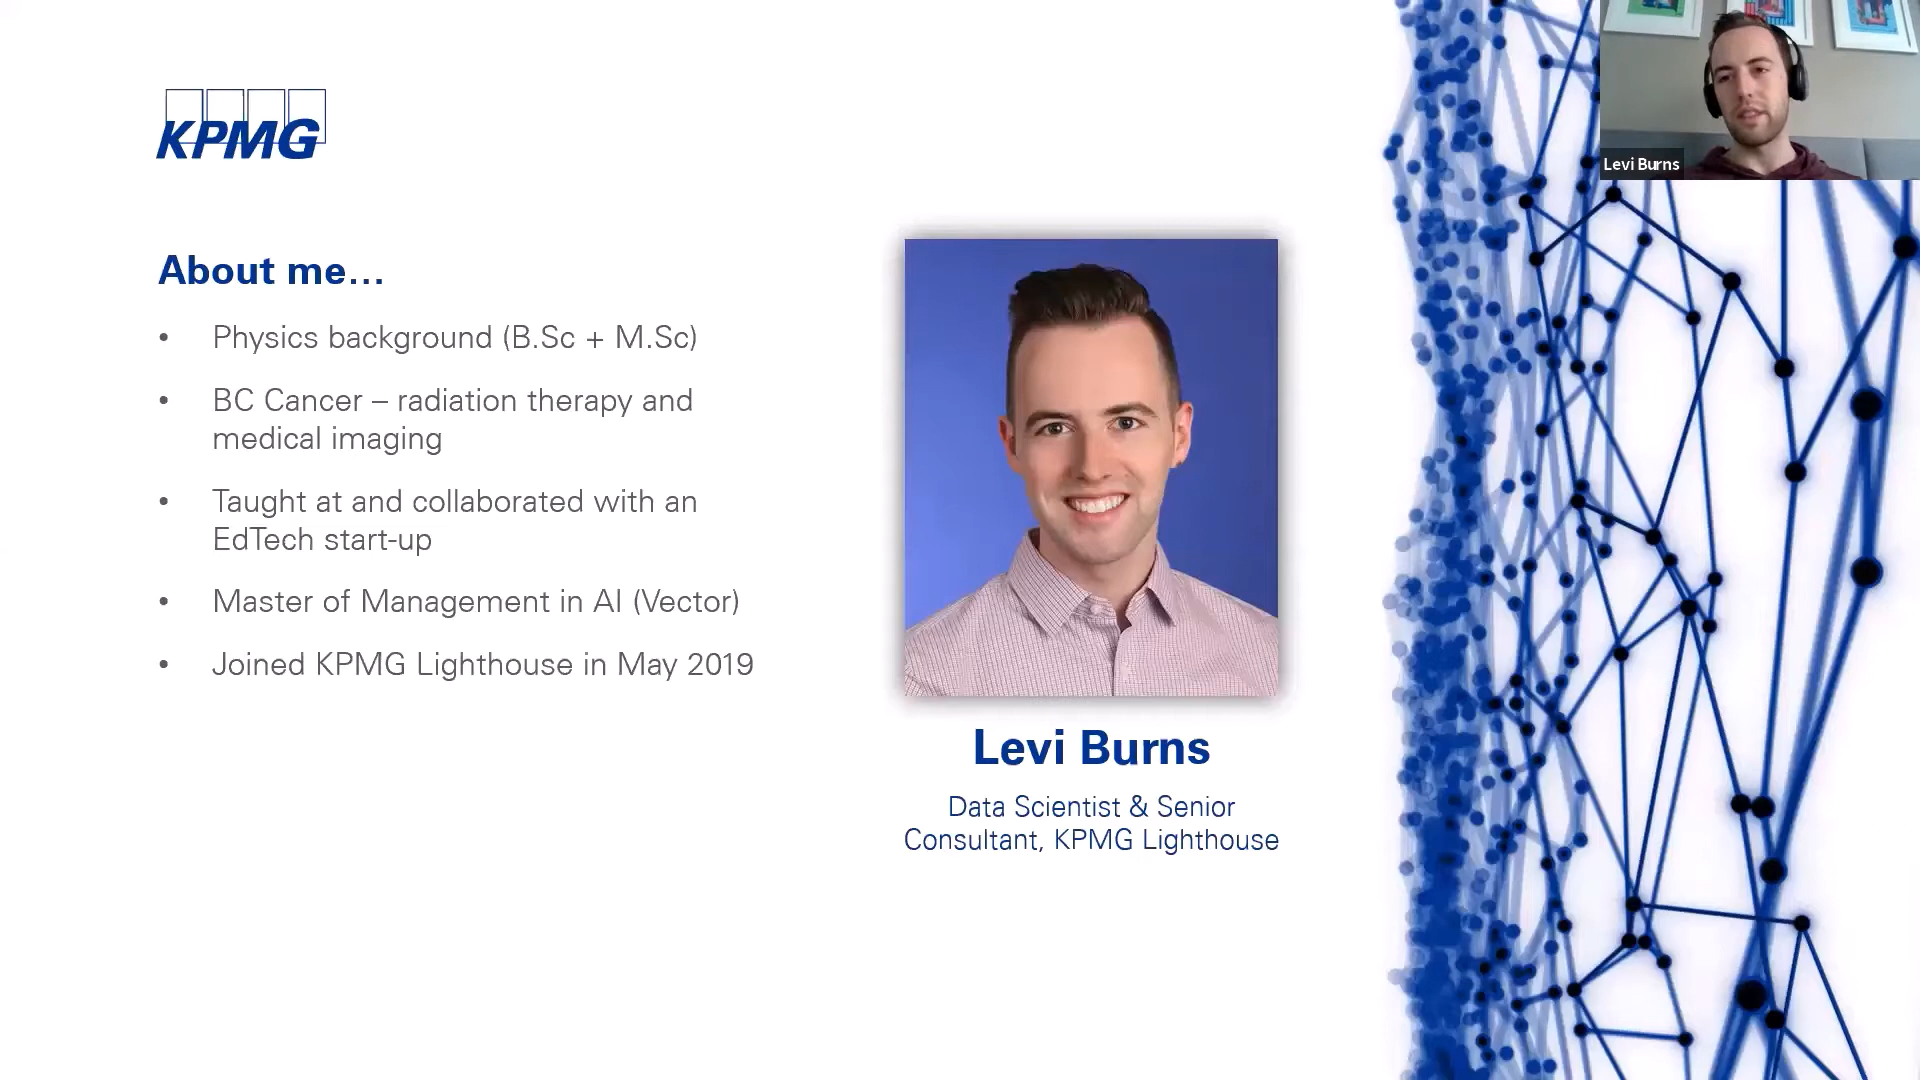 KPMG
About me…
• Physics background (B.Sc + M.Sc)
• BC Cancer – radiation therapy and
medical imaging
• Taught at and collaborated with an
EdTech start-up
• Master of Management in AI (Vector)
• Joined KPMG Lighthouse in May 2019
Levi Burns
Data Scientist & Senior
Consultant, KPMG Lighthouse
Levi Burns